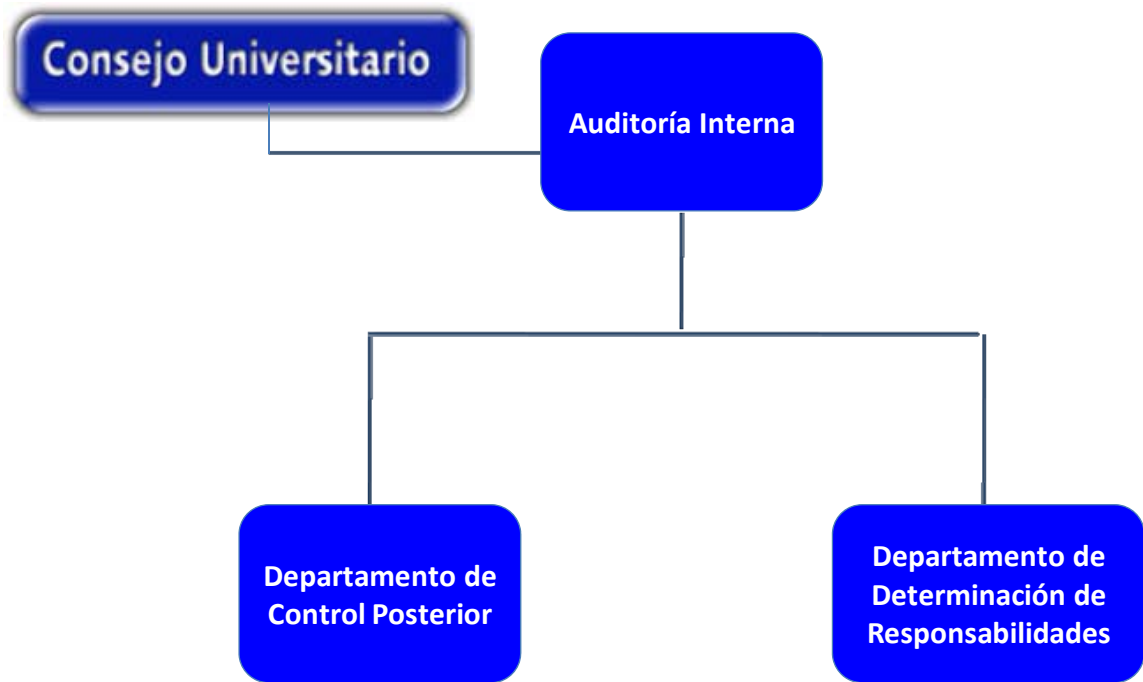 Consejo Universitario
Auditoría Interna
Departamento de
Control Posterior
Departamento de
Determinación de
Responsabilidades